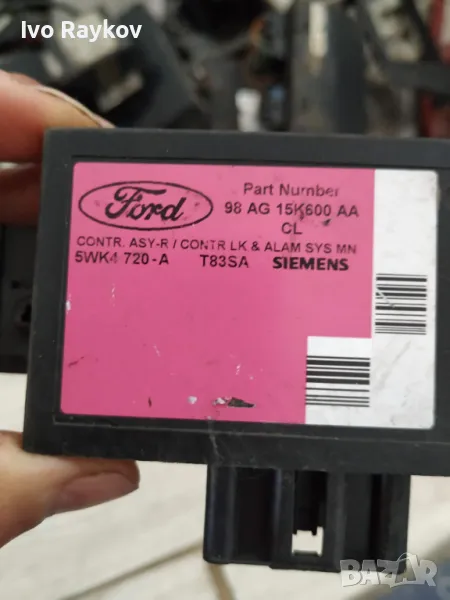 Ivo Raykov
Ford
Part Number
98 AG 15K600 AA
CL
CONTR. ASY-R / CONTR LK & ALAM SYS MN
5WK4 720-A T83SA SIEMENS
bazar